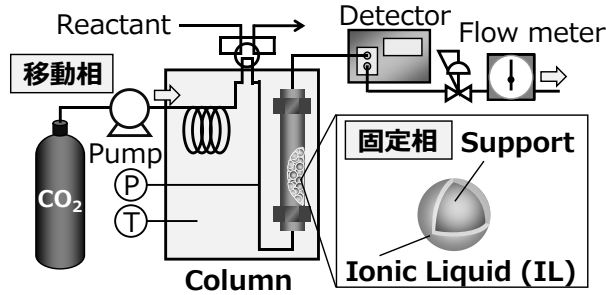 Reactant
Detector
Flow meter
移動相
Pump
CO₂
P
T
固定相 Support
Ionic Liquid (IL)
Column